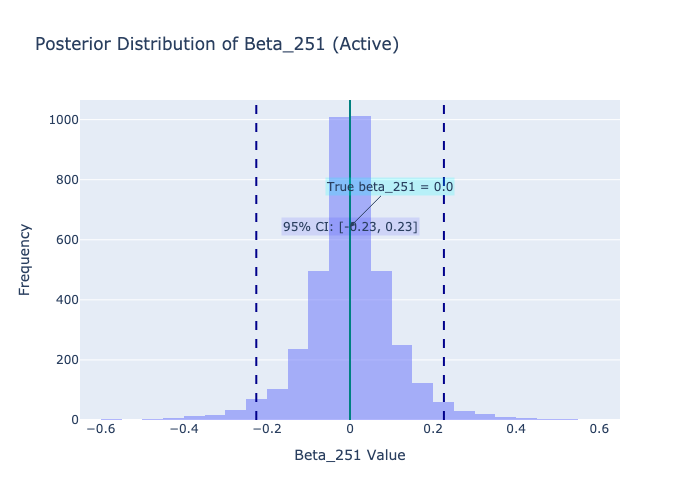 Posterior Distribution of Beta_251 (Active)
1000
800
600
400
200
0
Frequency
True beta_251 = 0.0
95% CI: [-0.23, 0.23]
−0.6
−0.4
−0.2
0
0.2
0.4
0.6
Beta_251 Value